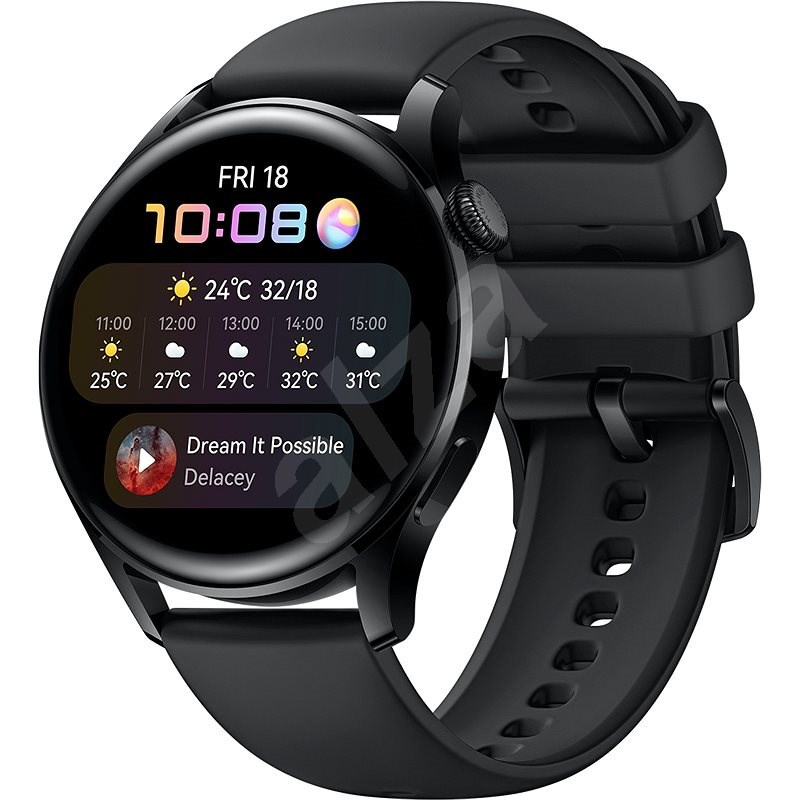 FRI 18
10:08
24°C 32/18
11:00 12:00 13:00 14:00 15:00
25°C 27°C 29°C 32°C 31°C
Dream It Possible
Delacey
alza